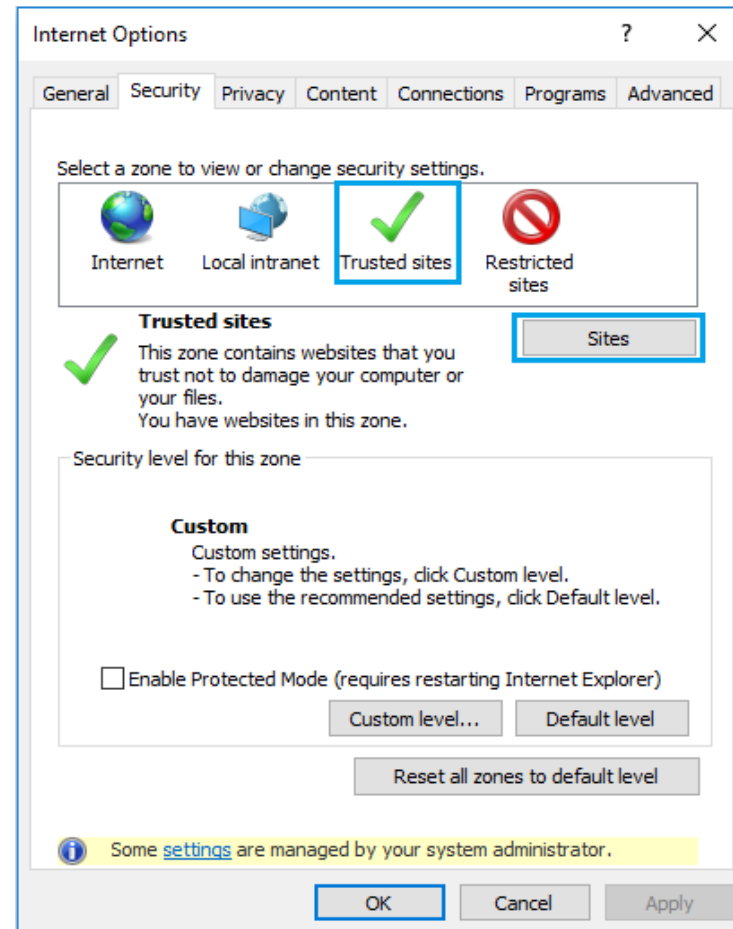 Internet Options
?
General Security Privacy Content Connections Programs Advanced
Select a zone to view or change security settings.
Internet
Local intranet
Trusted sites
Restricted
sites
Trusted sites
This zone contains websites that you
trust not to damage your computer or
your files.
You have websites in this zone.
Sites
Security level for this zone
Custom
Custom settings.
- To change the settings, click Custom level.
- To use the recommended settings, click Default level.
Enable Protected Mode (requires restarting Internet Explorer)
Custom level...
Default level
Reset all zones to default level
Some settings are managed by your system administrator.
OK
Cancel
Apply